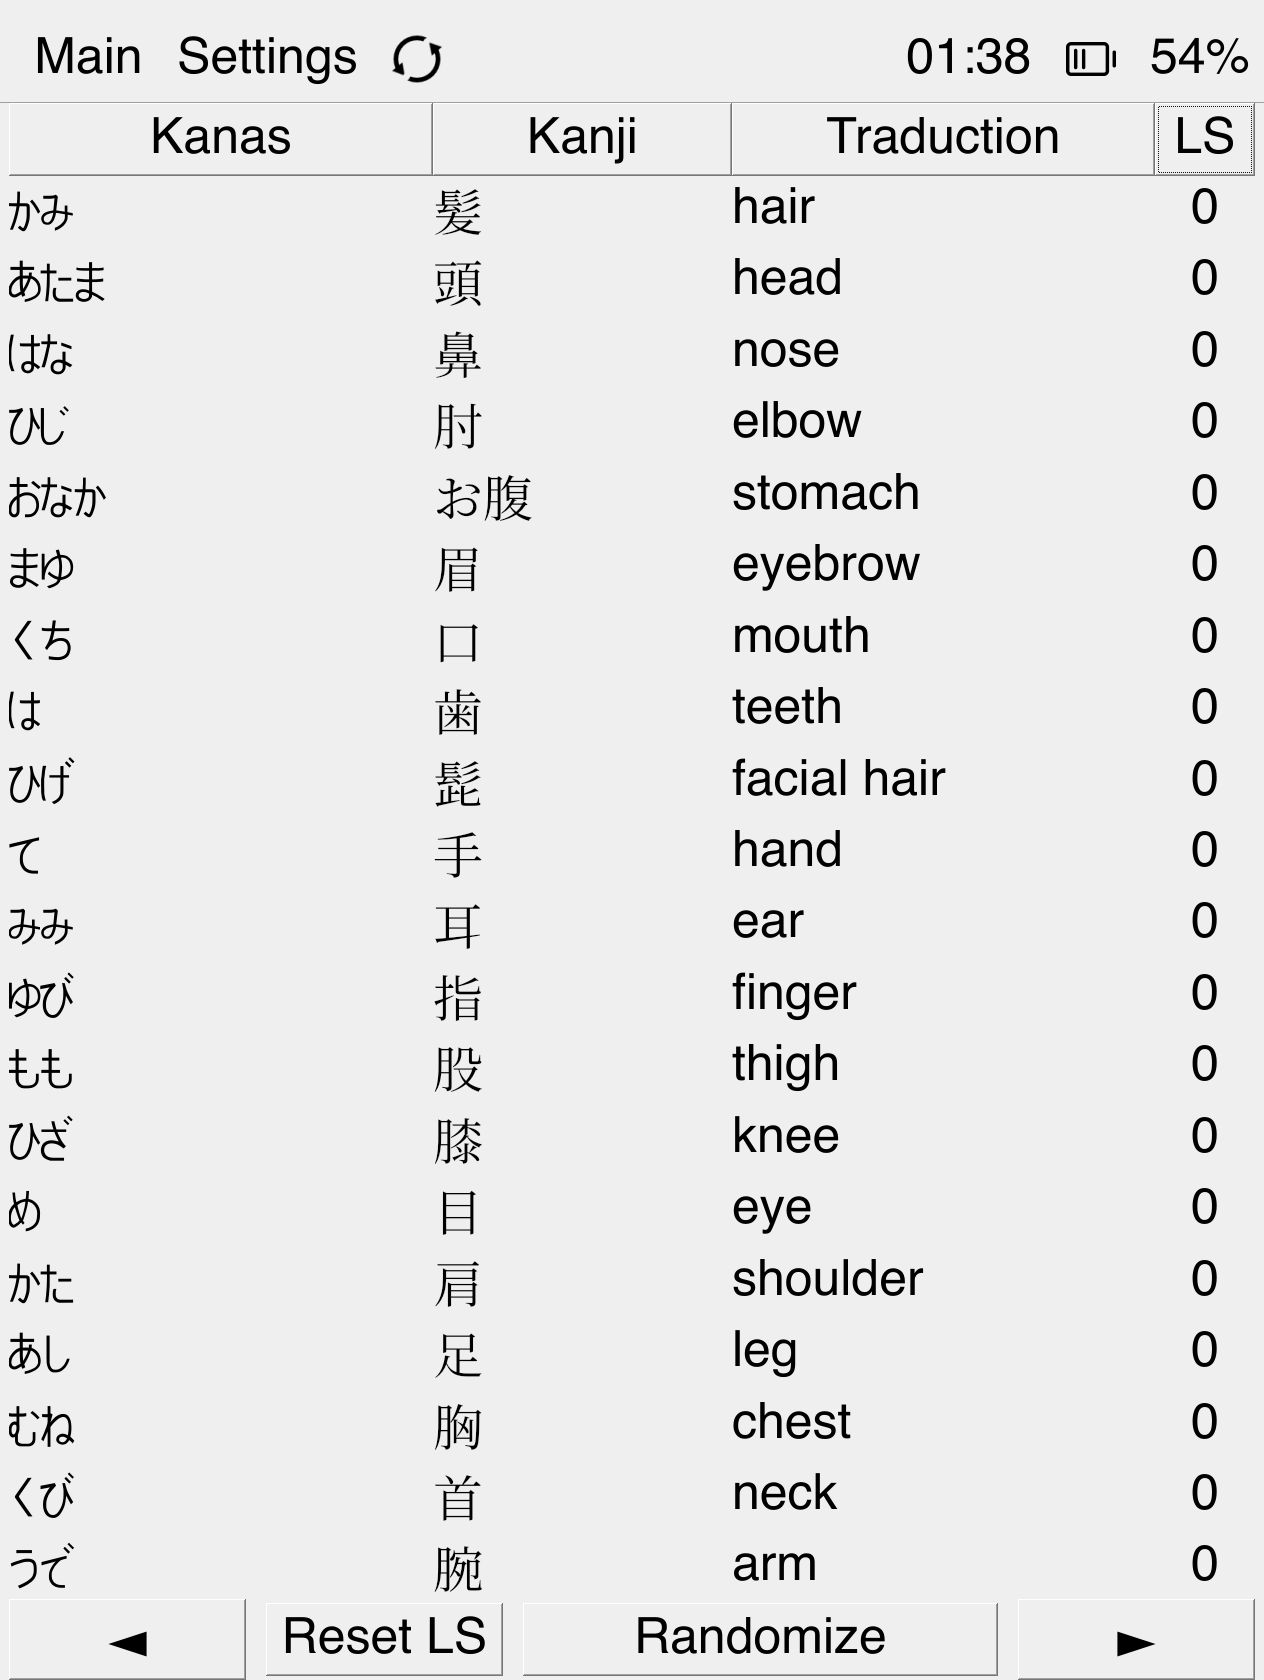 Main Settings 01:38 54%
Kanas Kanji Traduction LS
かみ 髪 hair 0
あたま 頭 head 0
はな 鼻 nose 0
ひじ 肘 elbow 0
おなか お腹 stomach 0
まゆ 眉 eyebrow 0
くち 口 mouth 0
は 歯 teeth 0
ひげ 髭 facial hair 0
て 手 hand 0
みみ 耳 ear 0
ゆび 指 finger 0
もも 股 thigh 0
ひざ 膝 knee 0
め 目 eye 0
かた 肩 shoulder 0
あし 足 leg 0
むね 胸 chest 0
くび 首 neck 0
うで 腕 arm 0
◄ Reset LS Randomize ►